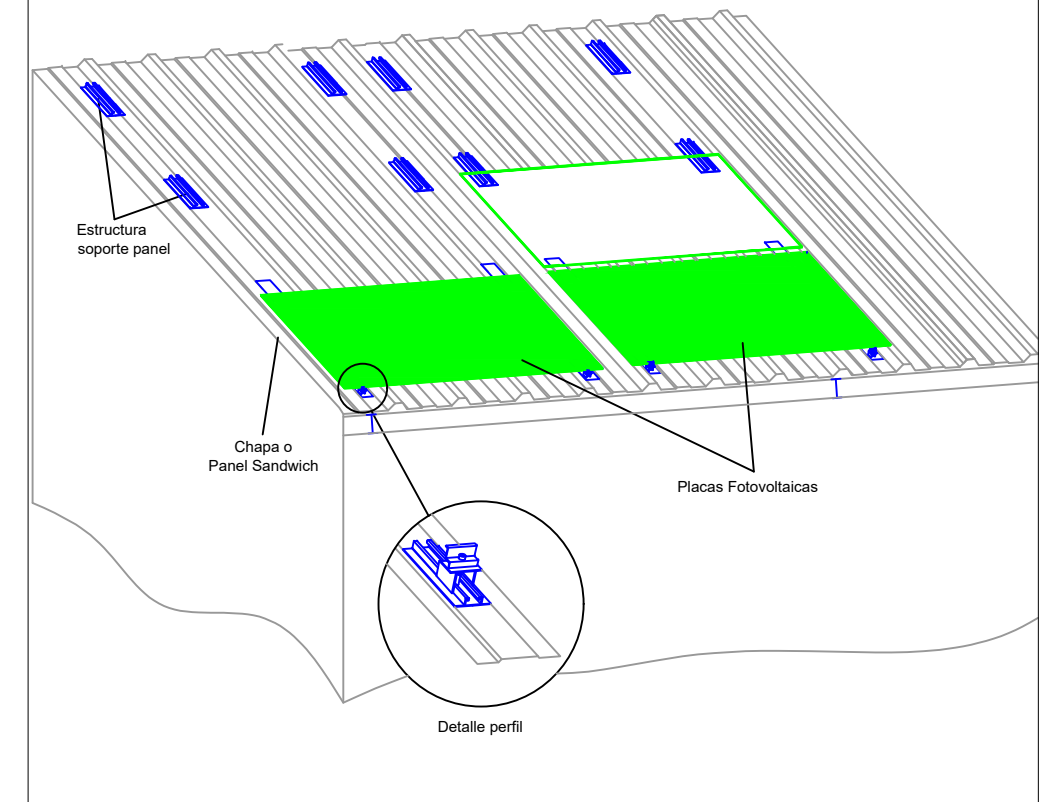 Estructura
soporte panel
Chapa o
Panel Sandwich
Placas Fotovoltaicas
Detalle perfil